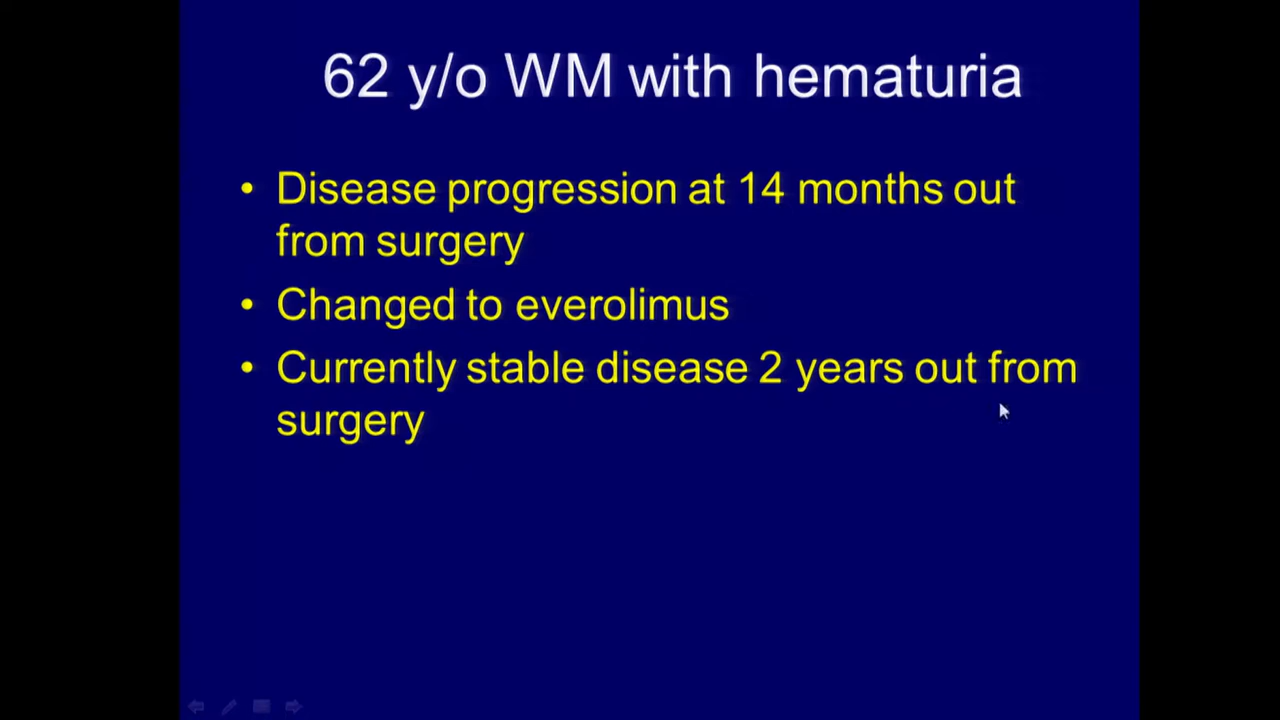 62 y/o WM with hematuria
• Disease progression at 14 months out
from surgery
• Changed to everolimus
• Currently stable disease 2 years out from
surgery